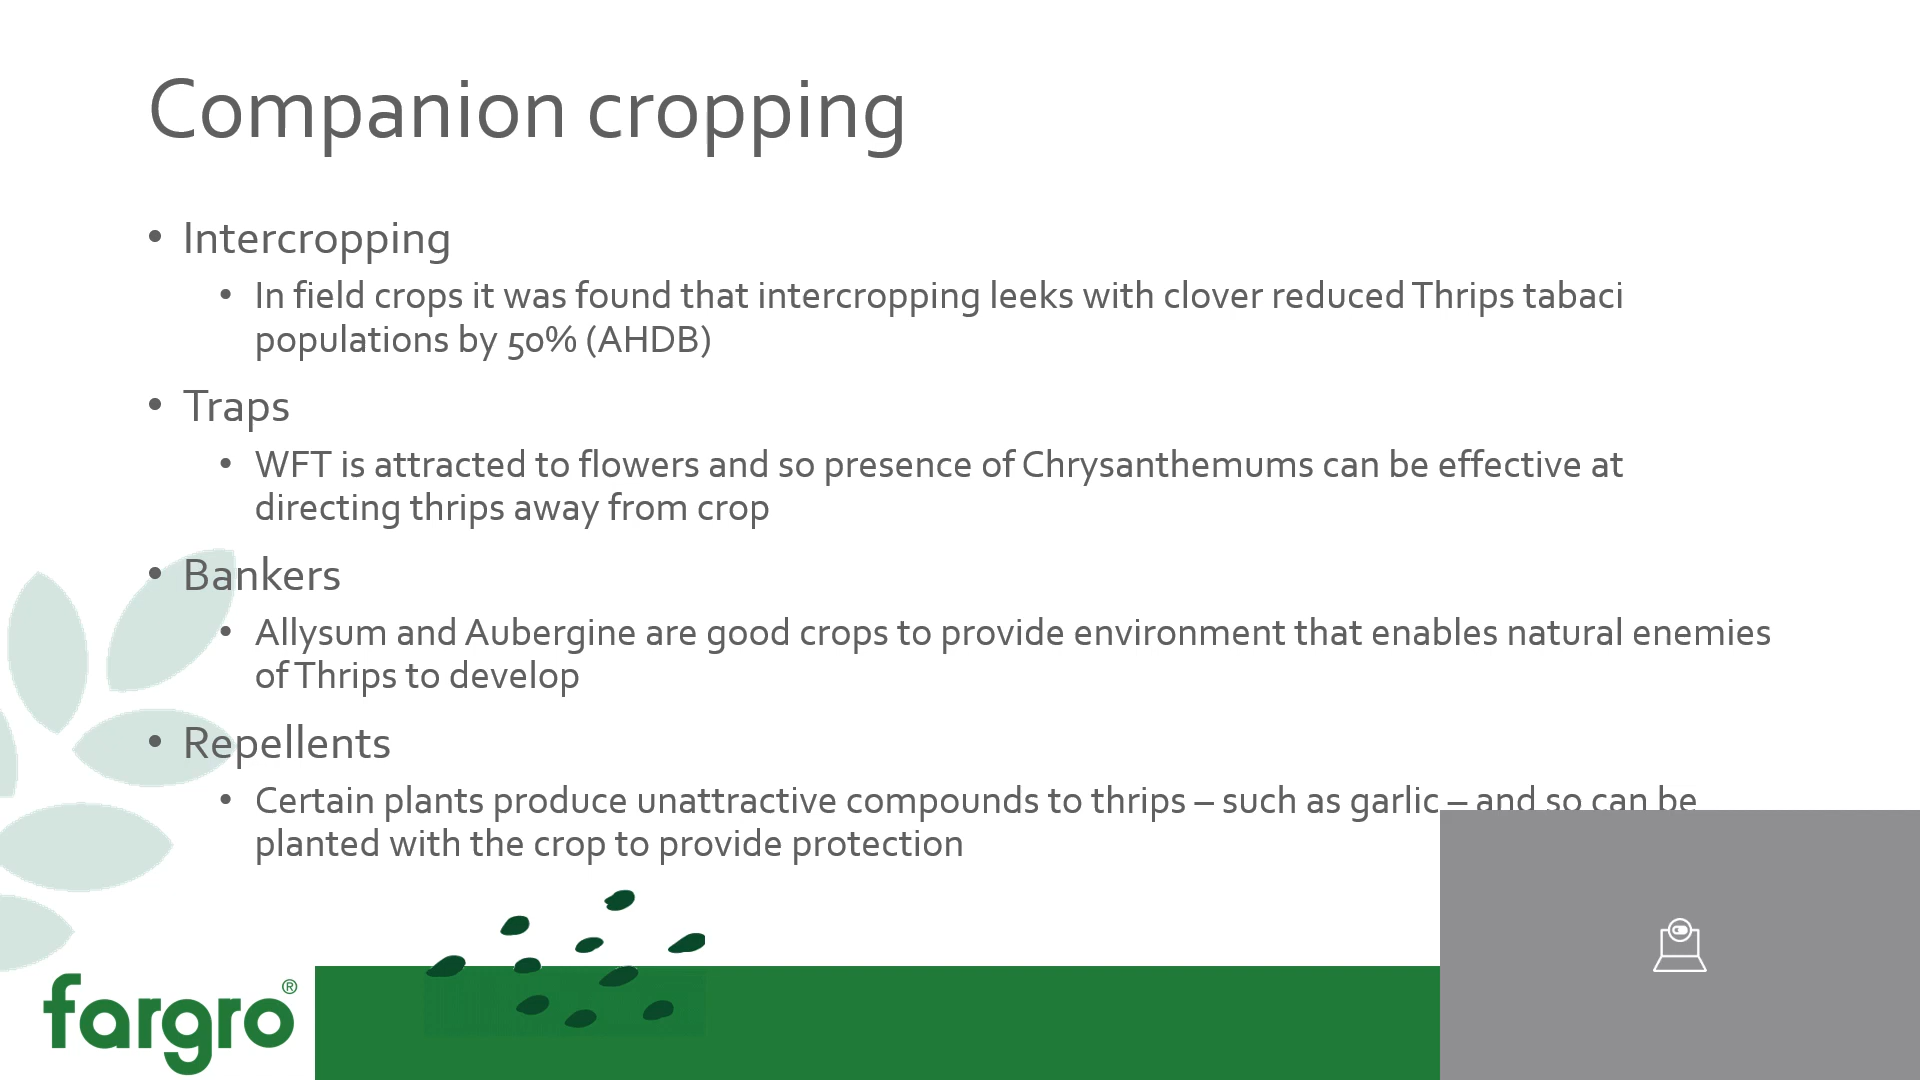 Companion cropping
• Intercropping
• In field crops it was found that intercropping leeks with clover reduced Thrips tabaci
populations by 50% (AHDB)
• Traps
• WFT is attracted to flowers and so presence of Chrysanthemums can be effective at
directing thrips away from crop
• Bankers
• Allysum and Aubergine are good crops to provide environment that enables natural enemies
of Thrips to develop
• Repellents
• Certain plants produce unattractive compounds to thrips – such as garlic – and so can be
planted with the crop to provide protection
fargro®